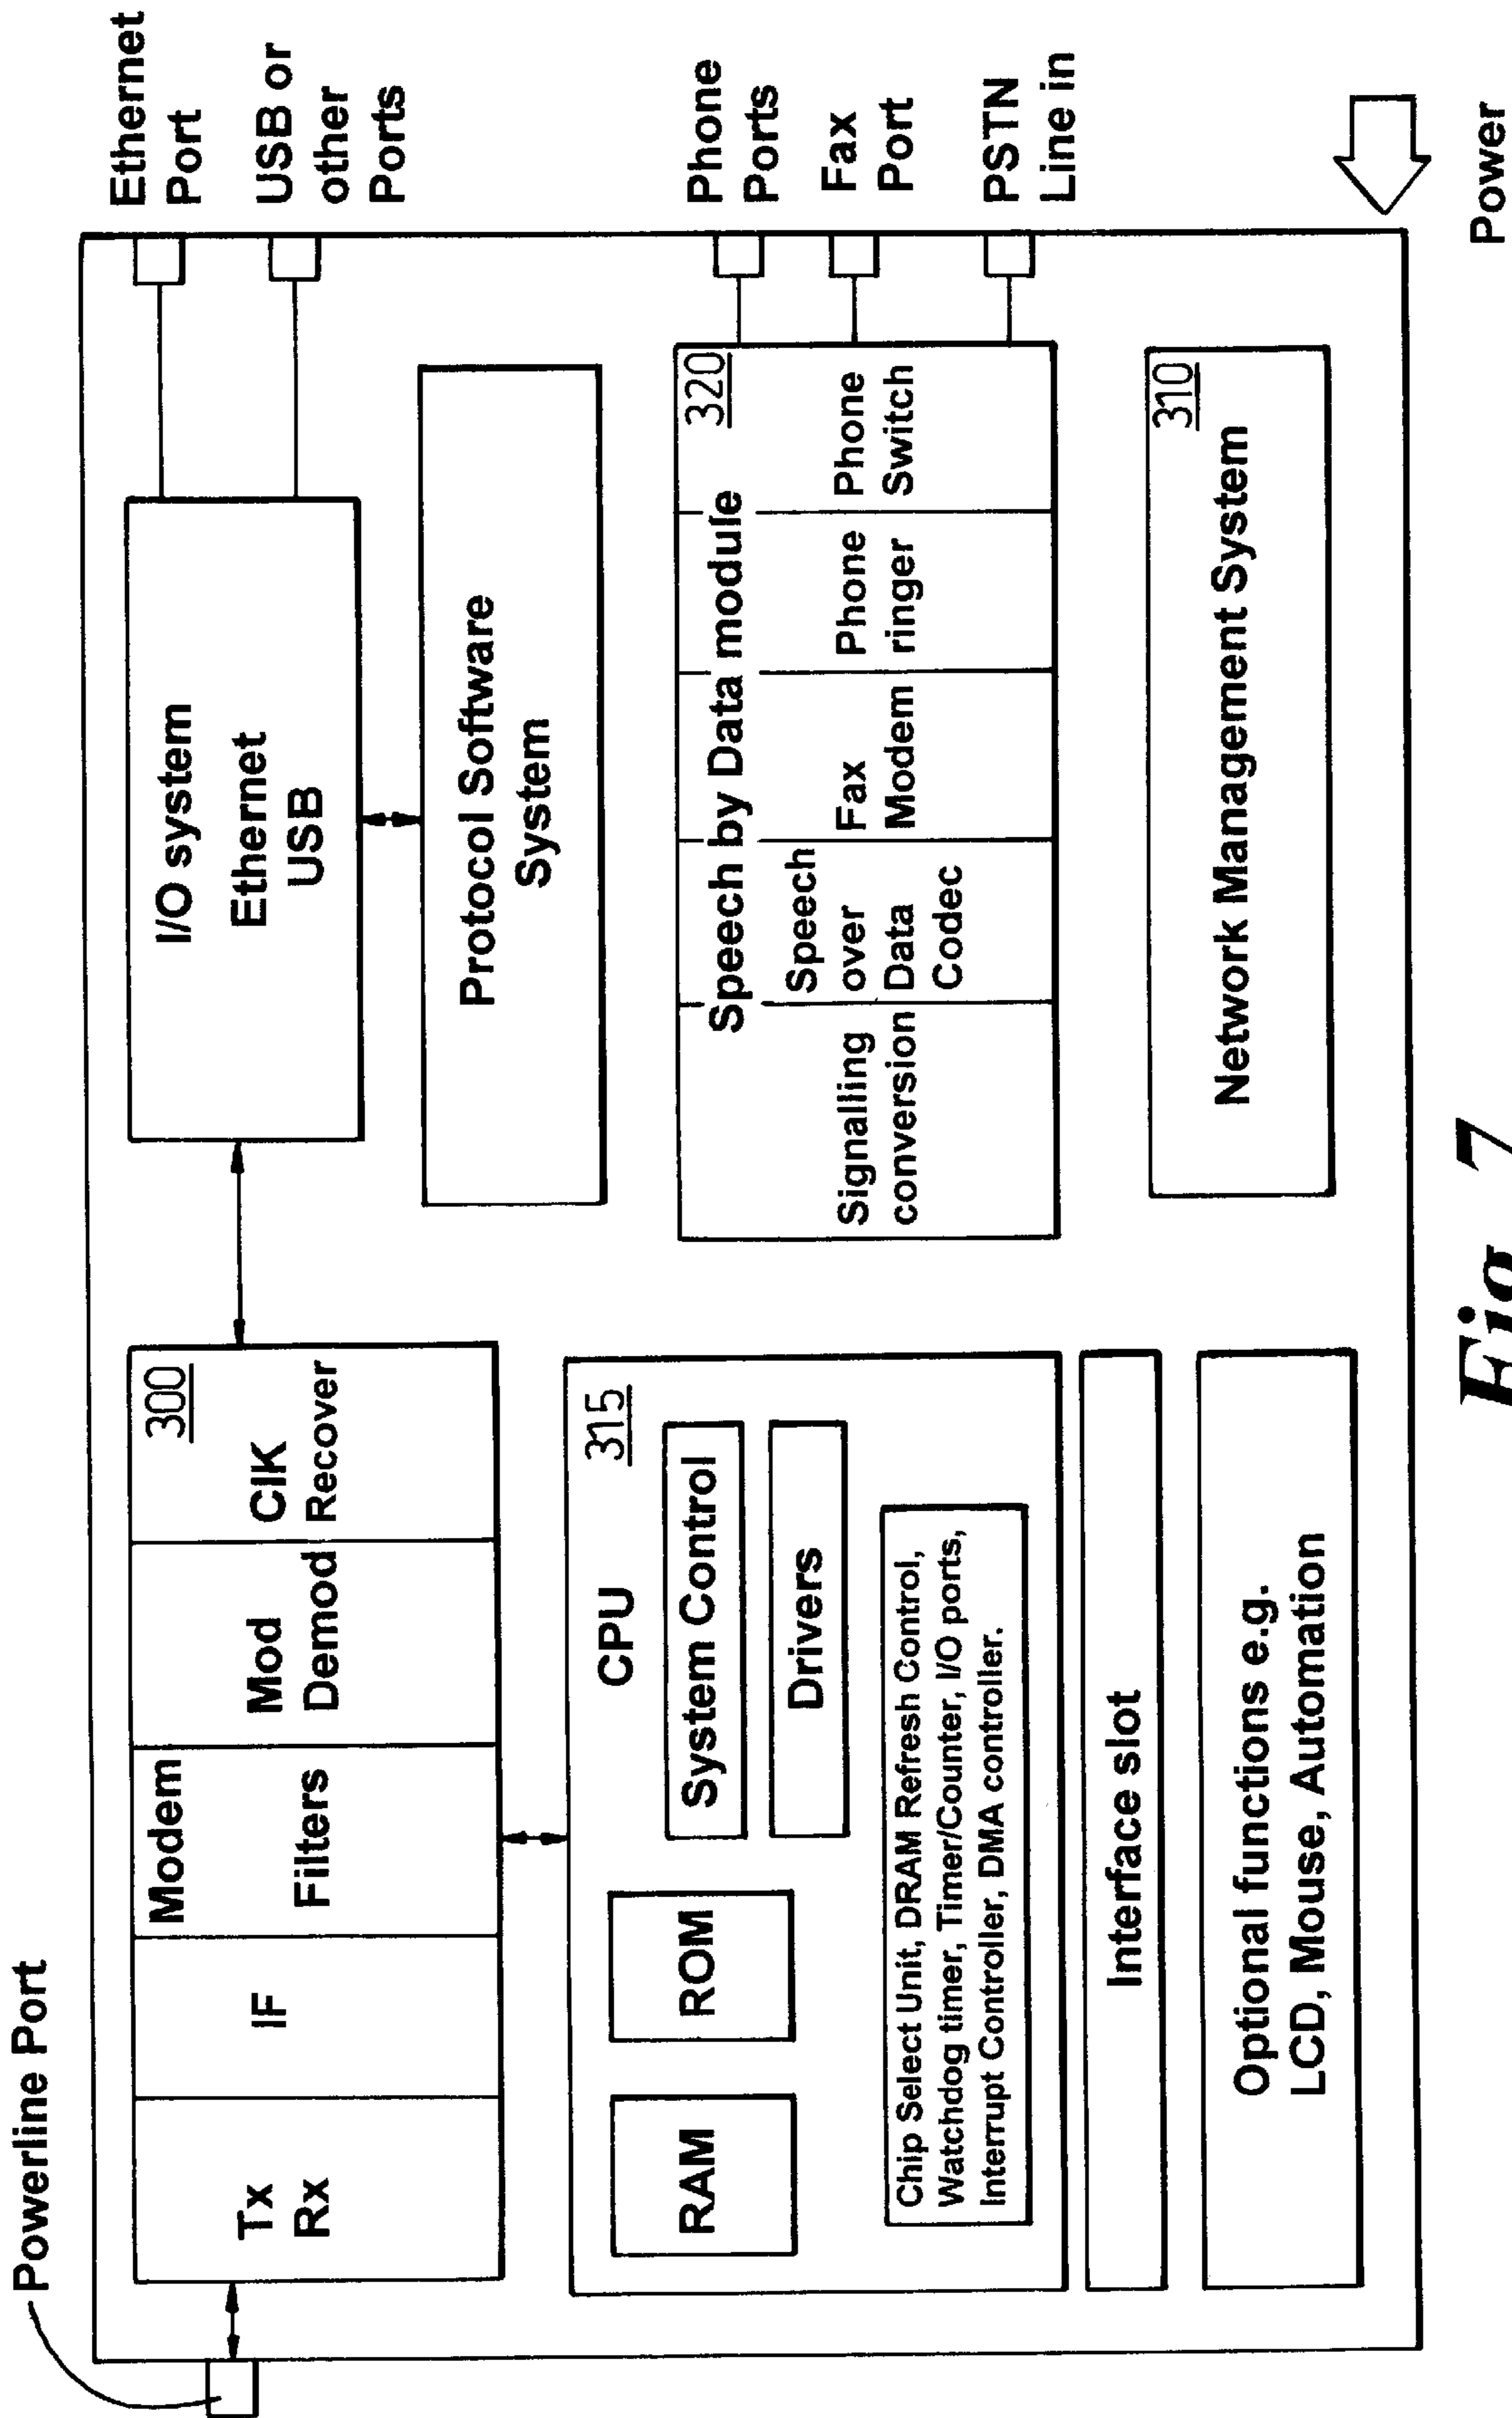 Powerline Port
Tx
Rx
IF
Modem
Filters
Mod
Demod
300
ClK
Recover
I/O system
Ethernet
USB
Ethernet
Port
USB or
other
Ports
Protocol Software
System
315
CPU
RAM
ROM
System Control
Drivers
Chip Select Unit, DRAM Refresh Control,
Watchdog timer, Timer/Counter, I/O ports,
Interrupt Controller, DMA controller.
320
Speech by Data module
Signalling
conversion
Speech
over
Data
Codec
Fax
Modem
Phone
ringer
Phone
Switch
Phone
Ports
Fax
Port
PSTN
Line in
Interface slot
Optional functions e.g.
LCD, Mouse, Automation
310
Network Management System
Power
Fig. 7